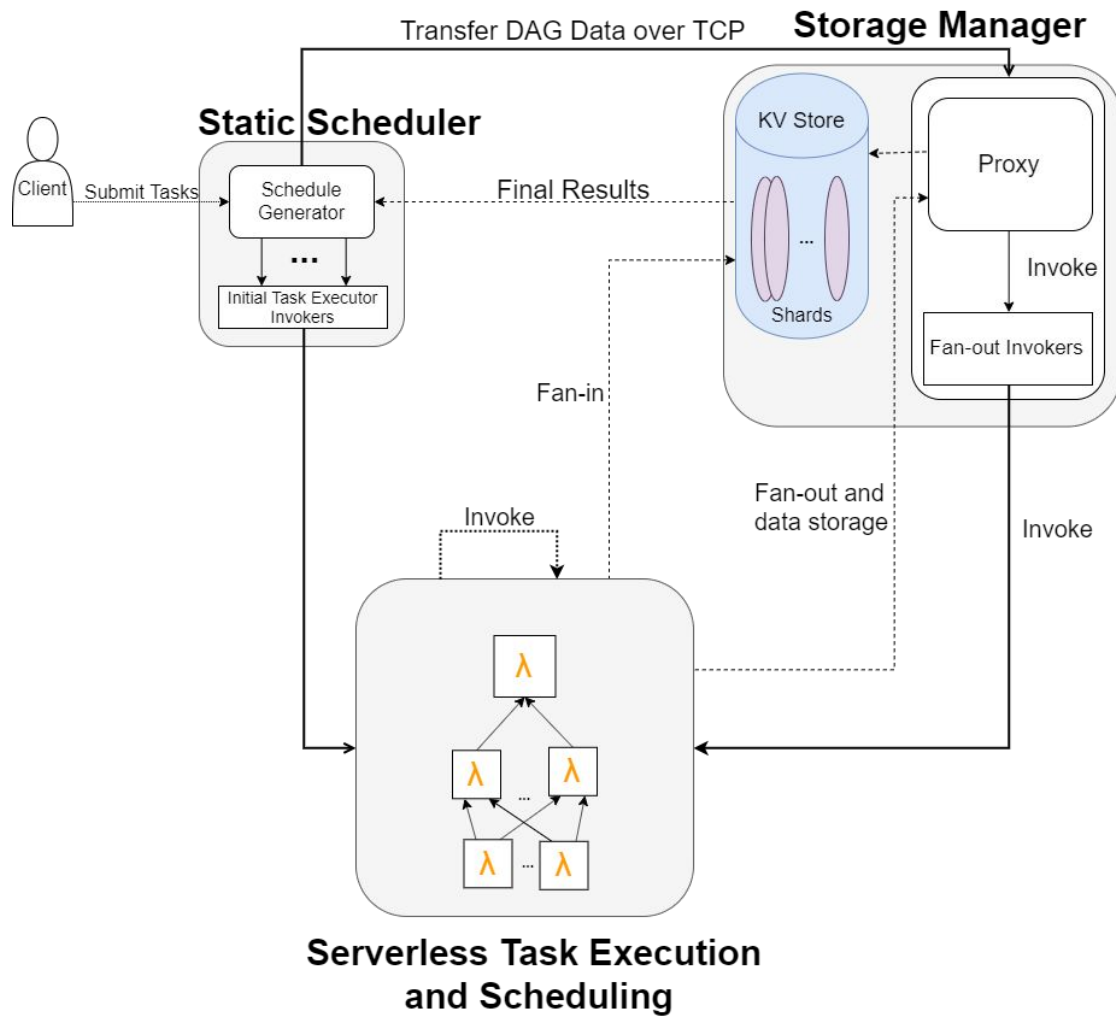 Transfer DAG Data over TCP
Storage Manager
Static Scheduler
KV Store
Proxy
Client
Submit Tasks
Schedule
Generator
Final Results
...
...
Invoke
Initial Task Executor
Invokers
Shards
Fan-out Invokers
Fan-in
Fan-out and
data storage
Invoke
Invoke
λ
λ
λ
...
λ
λ
...
Serverless Task Execution
and Scheduling